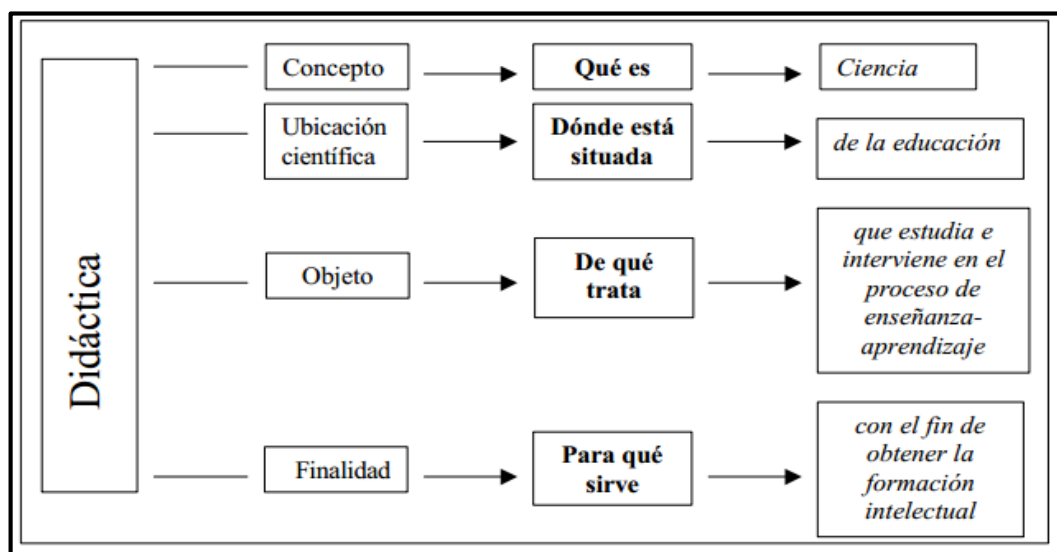 Didáctica
Concepto
Qué es
Ciencia
Ubicación
científica
Dónde está
situada
de la educación
Objeto
De qué
trata
que estudia e
interviene en el
proceso de
enseñanza-
aprendizaje
Finalidad
Para qué
sirve
con el fin de
obtener la
formación
intelectual